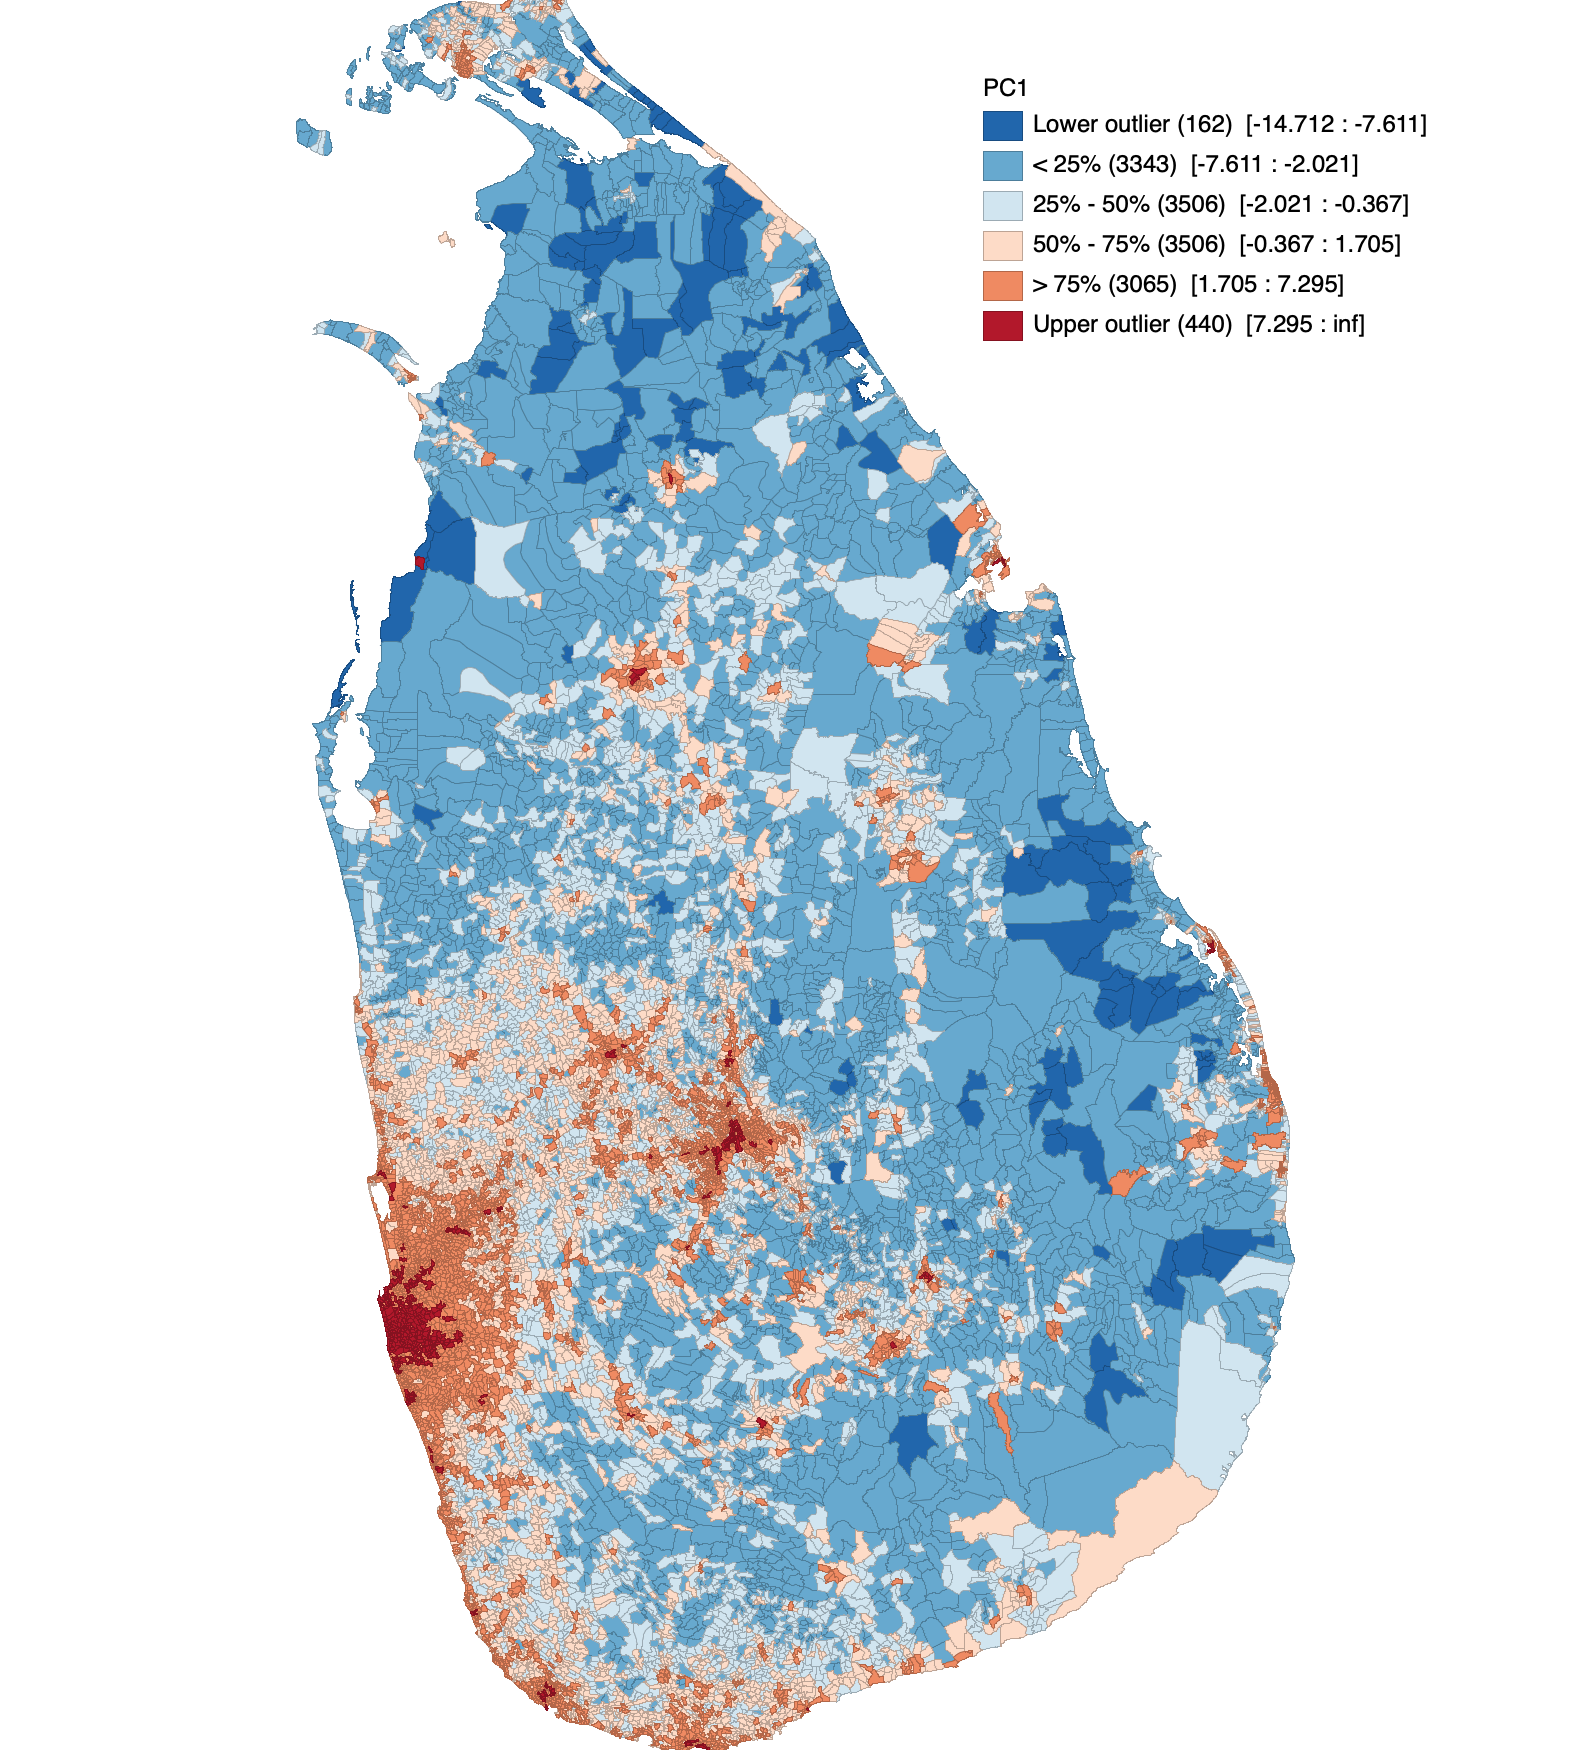 PC1
Lower outlier (162) [-14.712 : -7.611]
< 25% (3343) [-7.611 : -2.021]
25% - 50% (3506) [-2.021 : -0.367]
50% - 75% (3506) [-0.367 : 1.705]
> 75% (3065) [1.705 : 7.295]
Upper outlier (440) [7.295 : inf]